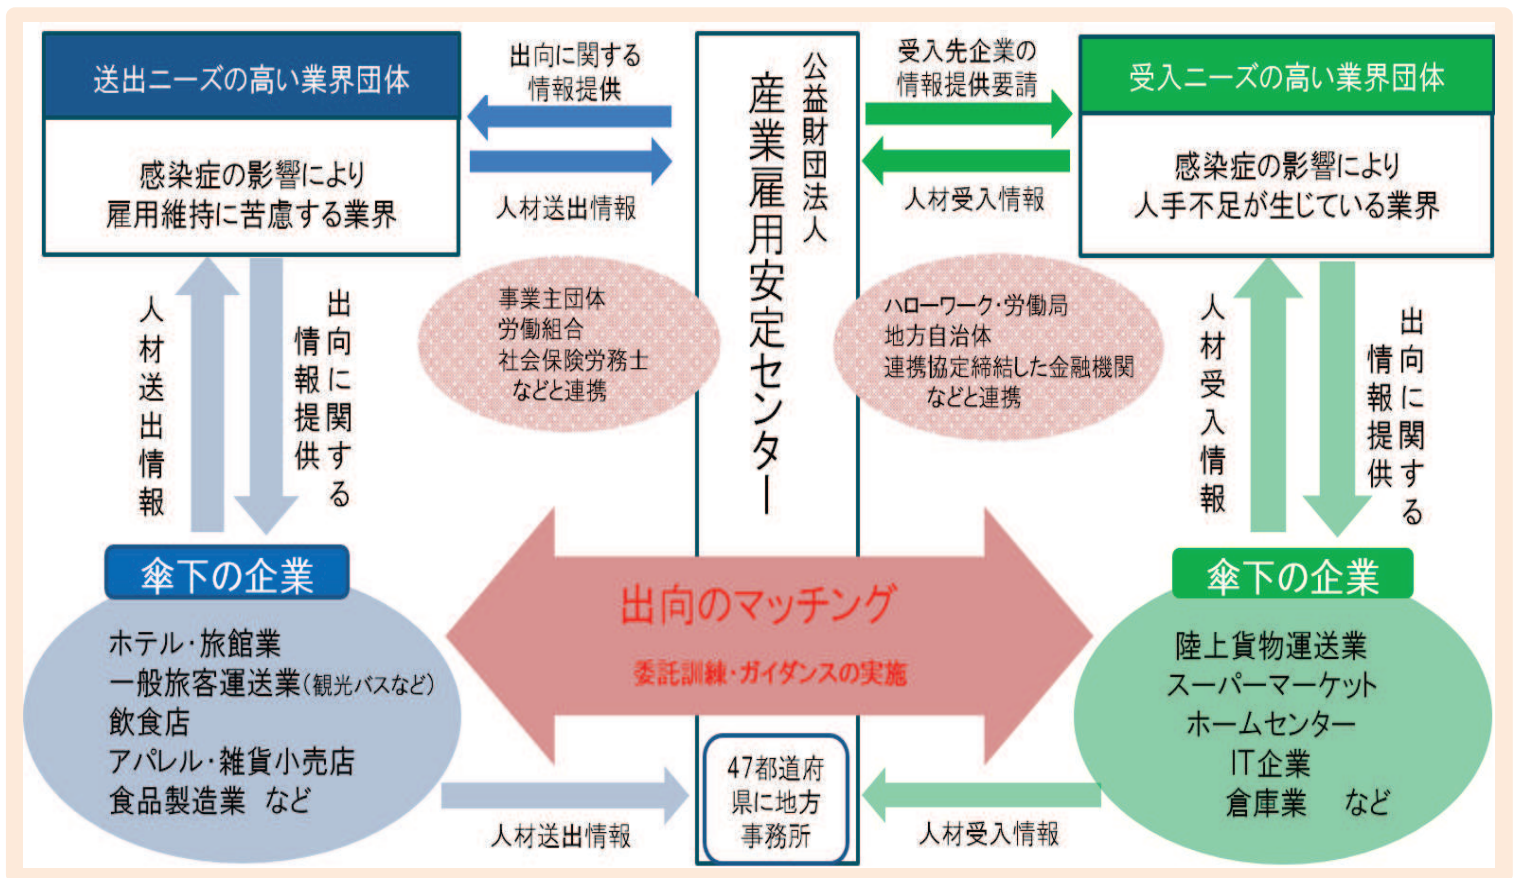 送出ニーズの高い業界団体
感染症の影響により
雇用維持に苦慮する業界
出向に関する
情報提供
人材送出情報
公益財団法人
産業雇用安定センター
受入先企業の
情報提供要請
人材受入情報
受入ニーズの高い業界団体
感染症の影響により
人手不足が生じている業界
人材送出情報
出向に関する
情報提供
事業主団体
労働組合
社会保険労務士
などと連携
ハローワーク・労働局
地方自治体
連携協定締結した金融機関
などと連携
人材受入情報
出向に関する
情報提供
傘下の企業
ホテル・旅館業
一般旅客運送業（観光バスなど）
飲食店
アパレル・雑貨小売店
食品製造業 など
出向のマッチング
委託訓練・ガイダンスの実施
傘下の企業
陸上貨物運送業
スーパーマーケット
ホームセンター
IT企業
倉庫業 など
人材送出情報
47都道府
県に地方
事務所
人材受入情報